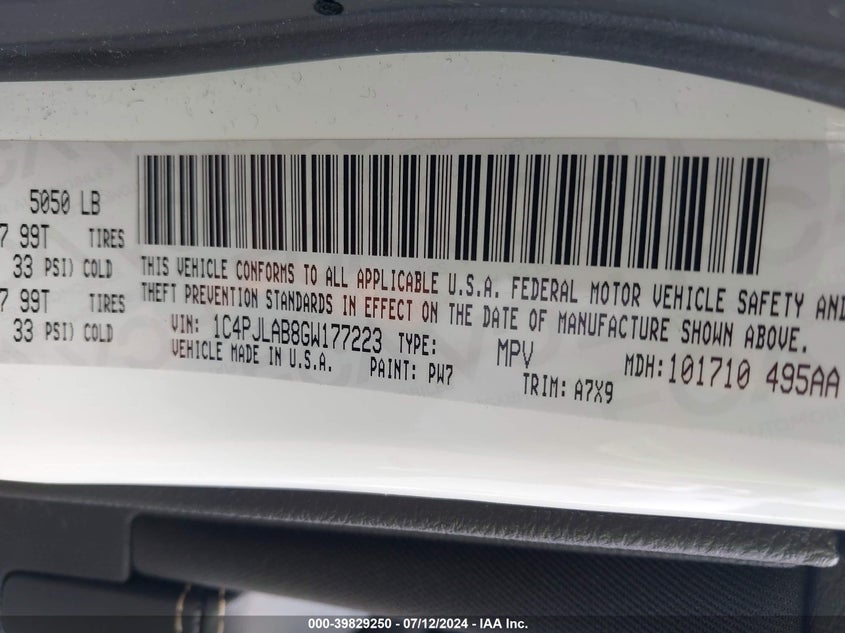 5050 LB
7 99T TIRES
33 PSI) COLD
7 99T TIRES
33 PSI) COLD
THIS VEHICLE CONFORMS TO ALL APPLICABLE U.S.A. FEDERAL MOTOR VEHICLE SAFETY AND
THEFT PREVENTION STANDARDS IN EFFECT ON THE DATE OF MANUFACTURE SHOWN ABOVE.
VIN: 1C4PJLAB8GW177223 TYPE: MPV MDH: 101710 495AA
VEHICLE MADE IN U.S.A. PAINT: PW7 TRIM: A7X9
000-39829250 - 07/12/2024 - IAA Inc.